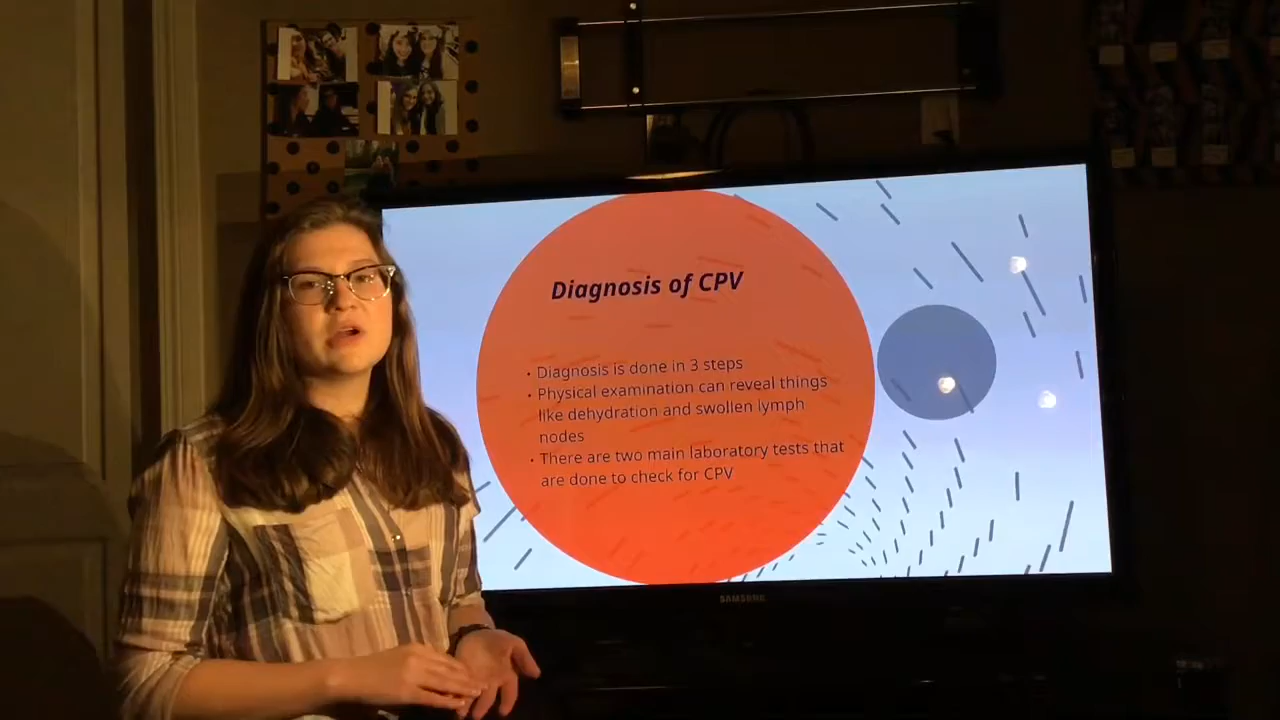 Diagnosis of CPV
• Diagnosis is done in 3 steps
• Physical examination can reveal things
like dehydration and swollen lymph
nodes
• There are two main laboratory tests that
are done to check for CPV
SAMSUNG